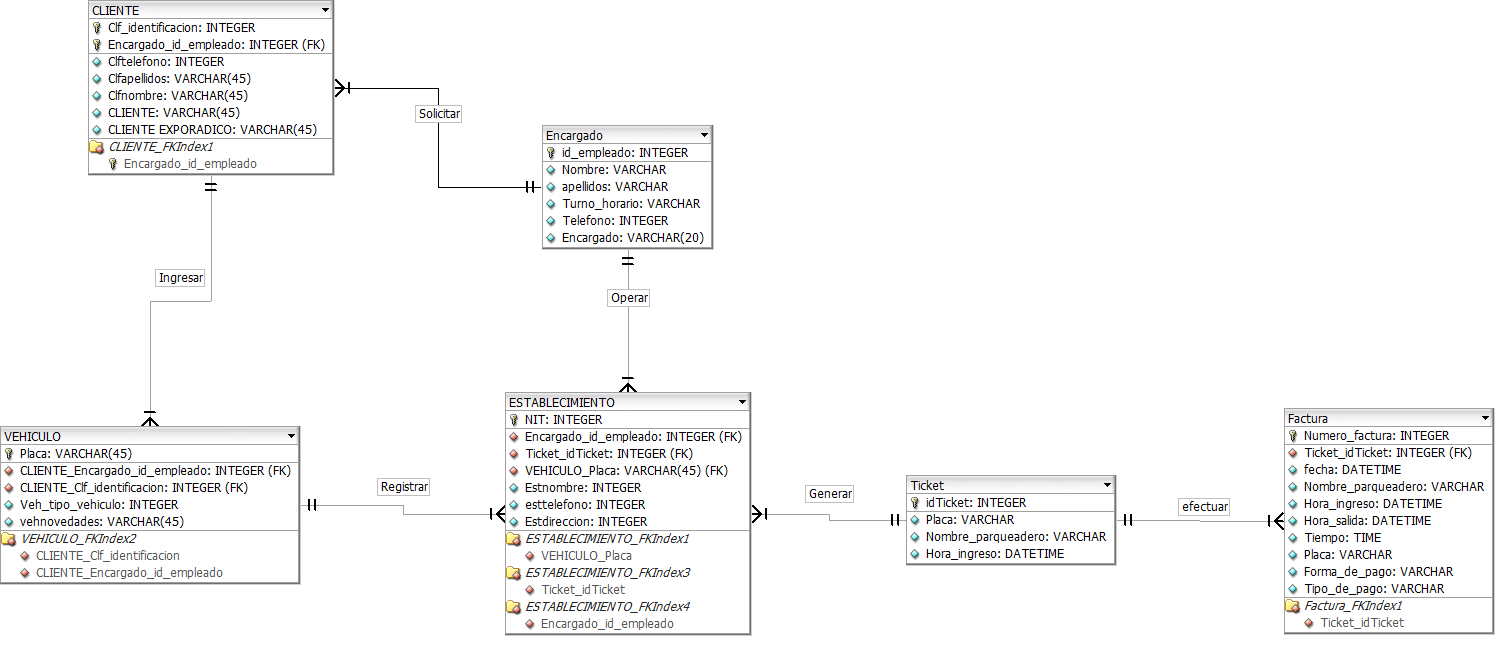 CLIENTE
Clf_identificacion: INTEGER
Encargado_id_empleado: INTEGER (FK)
Clftelefono: INTEGER
Clfapellidos: VARCHAR(45)
Clfnombre: VARCHAR(45)
CLIENTE: VARCHAR(45)
CLIENTE EXPORADICO: VARCHAR(45)
CLIENTE_FKIndex1
Encargado_id_empleado
Solicitar
Encargado
id_empleado: INTEGER
Nombre: VARCHAR
apellidos: VARCHAR
Turno_horario: VARCHAR
Telefono: INTEGER
Encargado: VARCHAR(20)
Ingresar
Operar
VEHICULO
Placa: VARCHAR(45)
CLIENTE_Encargado_id_empleado: INTEGER (FK)
CLIENTE_Clf_identificacion: INTEGER (FK)
Veh_tipo_vehiculo: INTEGER
vehnovedades: VARCHAR(45)
VEHICULO_FKIndex2
CLIENTE_Clf_identificacion
CLIENTE_Encargado_id_empleado
Registrar
ESTABLECIMIENTO
NIT: INTEGER
Encargado_id_empleado: INTEGER (FK)
Ticket_idTicket: INTEGER (FK)
VEHICULO_Placa: VARCHAR(45) (FK)
Estnombre: INTEGER
esttelefono: INTEGER
Estdireccion: INTEGER
ESTABLECIMIENTO_FKIndex1
VEHICULO_Placa
ESTABLECIMIENTO_FKIndex3
Ticket_idTicket
ESTABLECIMIENTO_FKIndex4
Encargado_id_empleado
Generar
Ticket
idTicket: INTEGER
Placa: VARCHAR
Nombre_parqueadero: VARCHAR
Hora_ingreso: DATETIME
efectuar
Factura
Numero_factura: INTEGER
Ticket_idTicket: INTEGER (FK)
fecha: DATETIME
Nombre_parqueadero: VARCHAR
Hora_ingreso: DATETIME
Hora_salida: DATETIME
Tiempo: TIME
Placa: VARCHAR
Forma_de_pago: VARCHAR
Tipo_de_pago: VARCHAR
Factura_FKIndex1
Ticket_idTicket